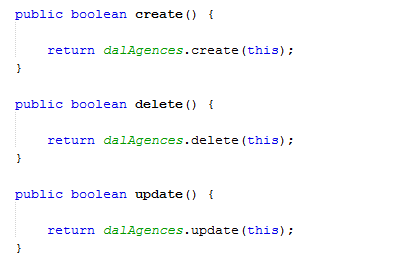 public boolean create() {
return dalAgences.create(this);
}
public boolean delete() {
return dalAgences.delete(this);
}
public boolean update() {
return dalAgences.update(this);
}